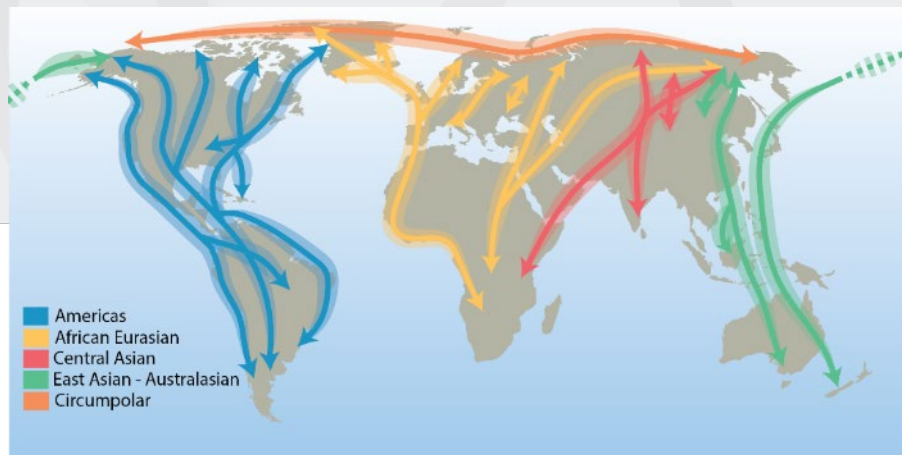 Americas
African Eurasian
Central Asian
East Asian - Australasian
Circumpolar